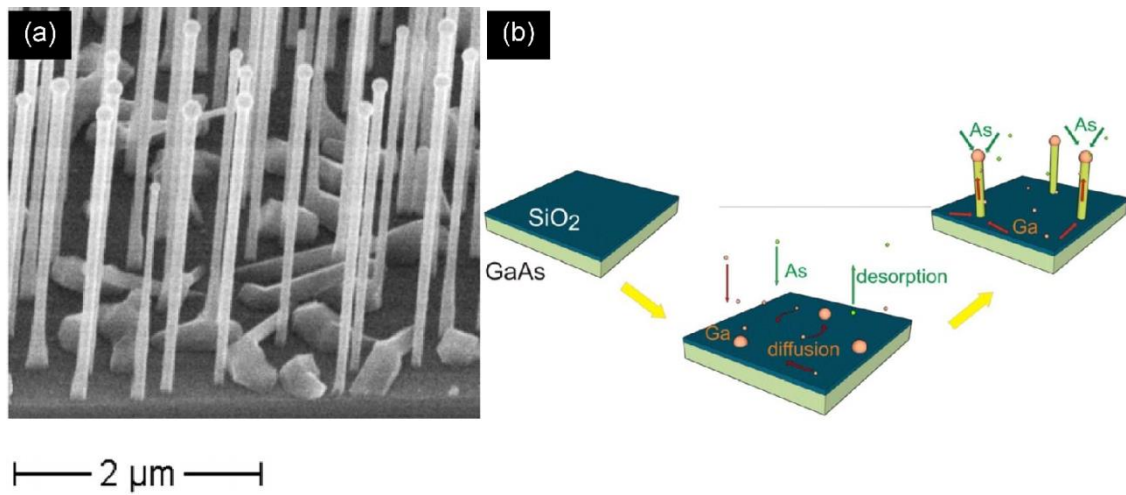 (a)
2 μm
(b)
SiO2
GaAs
As
desorption
Ga
diffusion
As
As
Ga